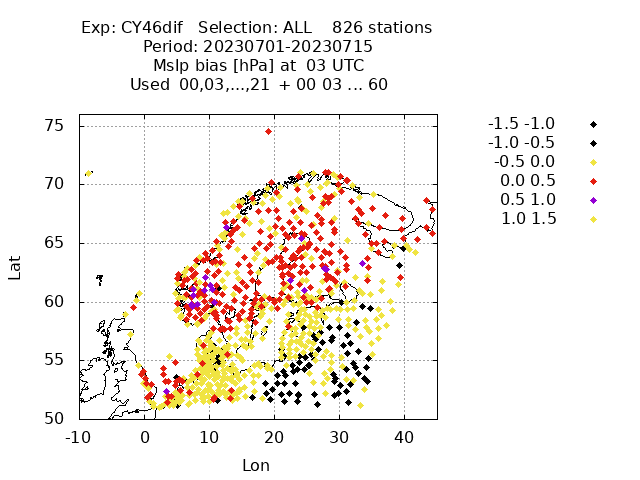 Exp: CY46dif Selection: ALL 826 stations
Period: 20230701-20230715
Mslp bias [hPa] at 03 UTC
Used 00,03,...,21 + 00 03 ... 60
-1.5 -1.0
-1.0 -0.5
-0.5 0.0
0.0 0.5
0.5 1.0
1.0 1.5
75
70
65
60
55
50
Lat
-10 0 10 20 30 40
Lon